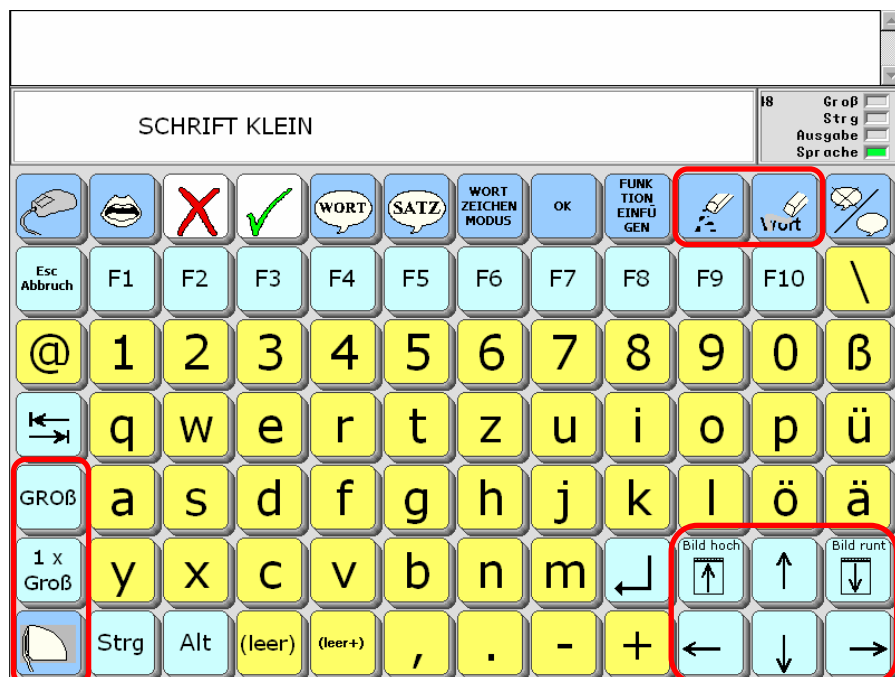 SCHRIFT KLEIN
18 Groß
Strg
Ausgabe
Sprache
WORT SATZ WORT ZEICHEN MODUS OK FUNK TION EINFÜ GEN Wort
Esc Abbruch F1 F2 F3 F4 F5 F6 F7 F8 F9 F10 \
@ 1 2 3 4 5 6 7 8 9 0 ß
q w e r t z u i o p ü
GROß a s d f g h j k l ö ä
1 x Groß y x c v b n m Bild hoch ↑ Bild runt
Strg Alt (leer) (leer+) , . - + ← ↓ →